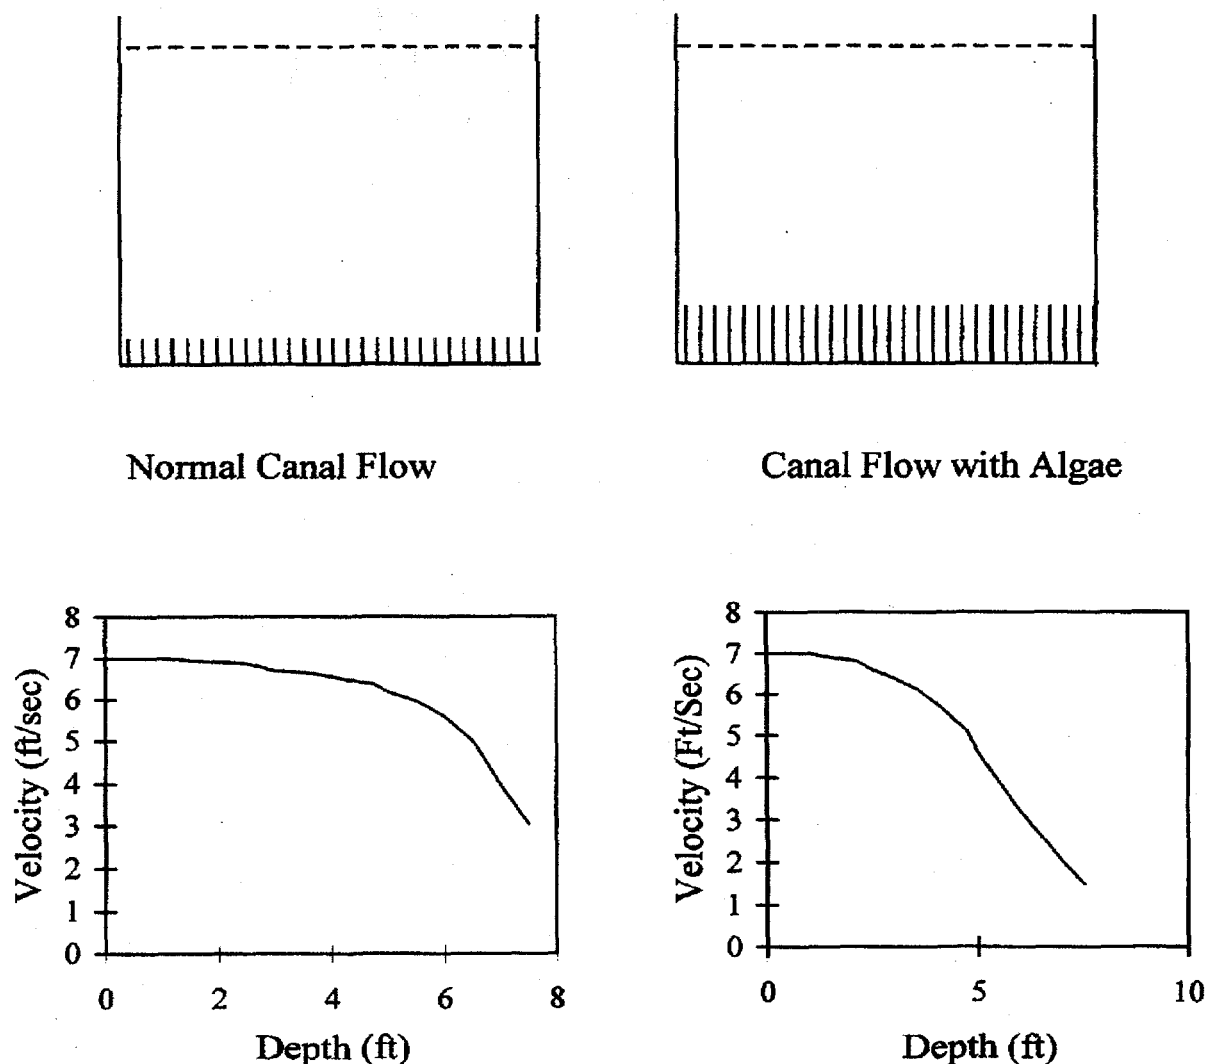 Normal Canal Flow
Canal Flow with Algae
Velocity (ft/sec)
8
7
6
5
4
3
2
1
0
0 2 4 6 8
Depth (ft)
Velocity (Ft/Sec)
8
7
6
5
4
3
2
1
0
0 5 10
Depth (ft)